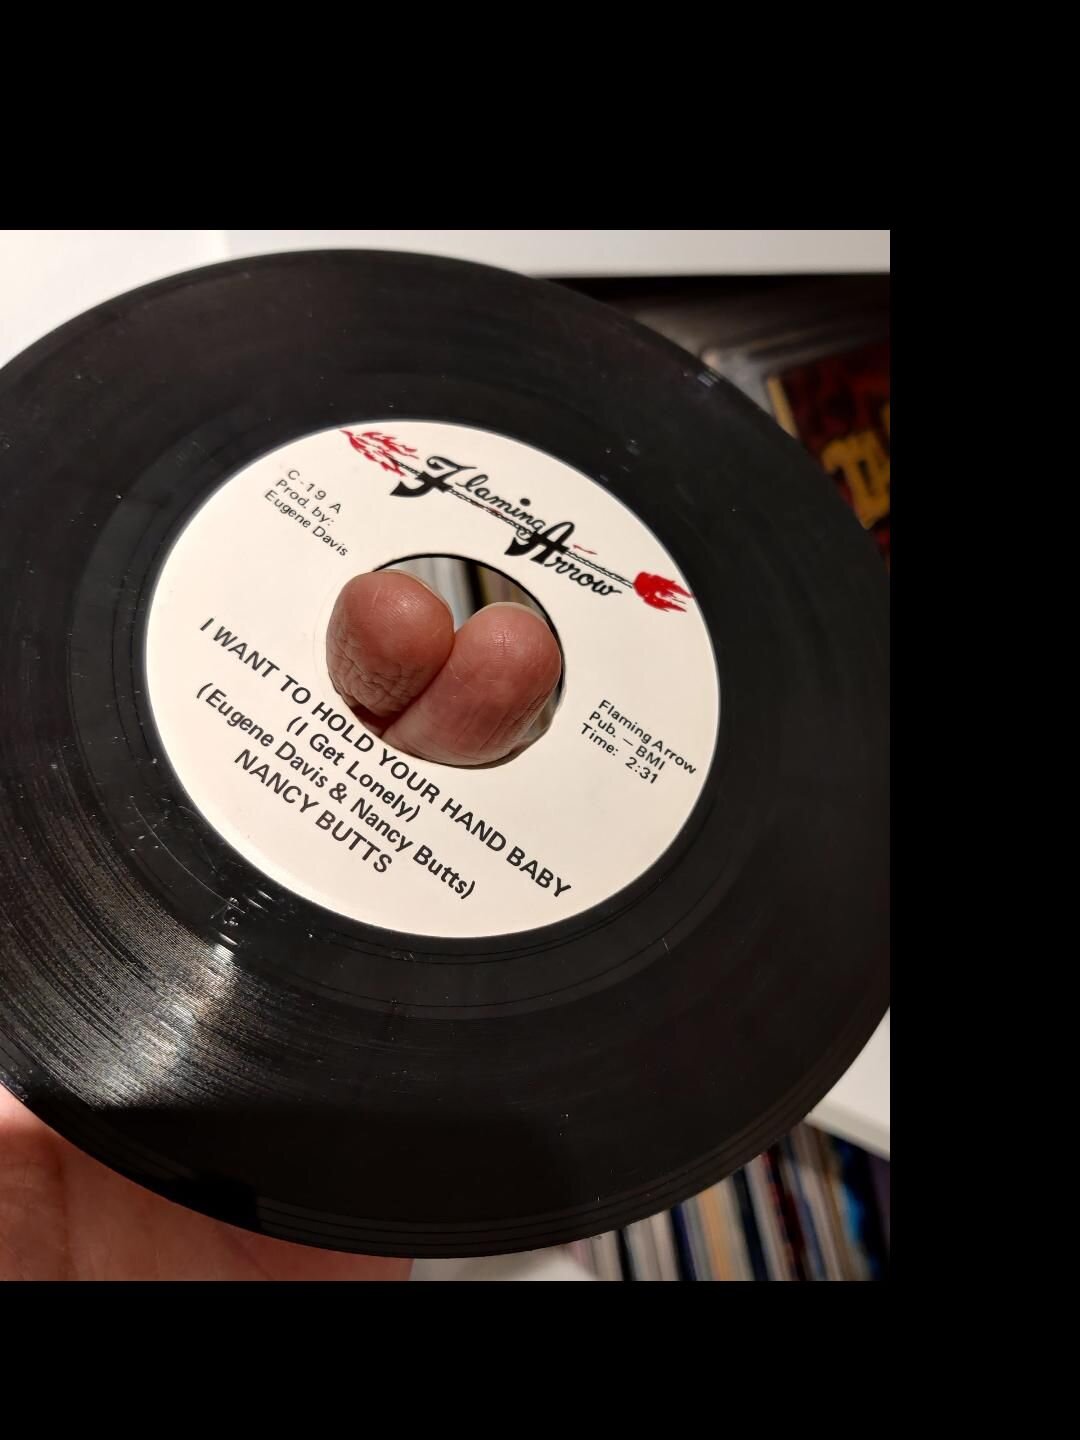 Flaming Arrow
C-19 A
Prod. by:
Eugene Davis
Flaming Arrow
Pub. — BMI
Time: 2:31
I WANT TO HOLD YOUR HAND BABY
(I Get Lonely)
(Eugene Davis & Nancy Butts)
NANCY BUTTS